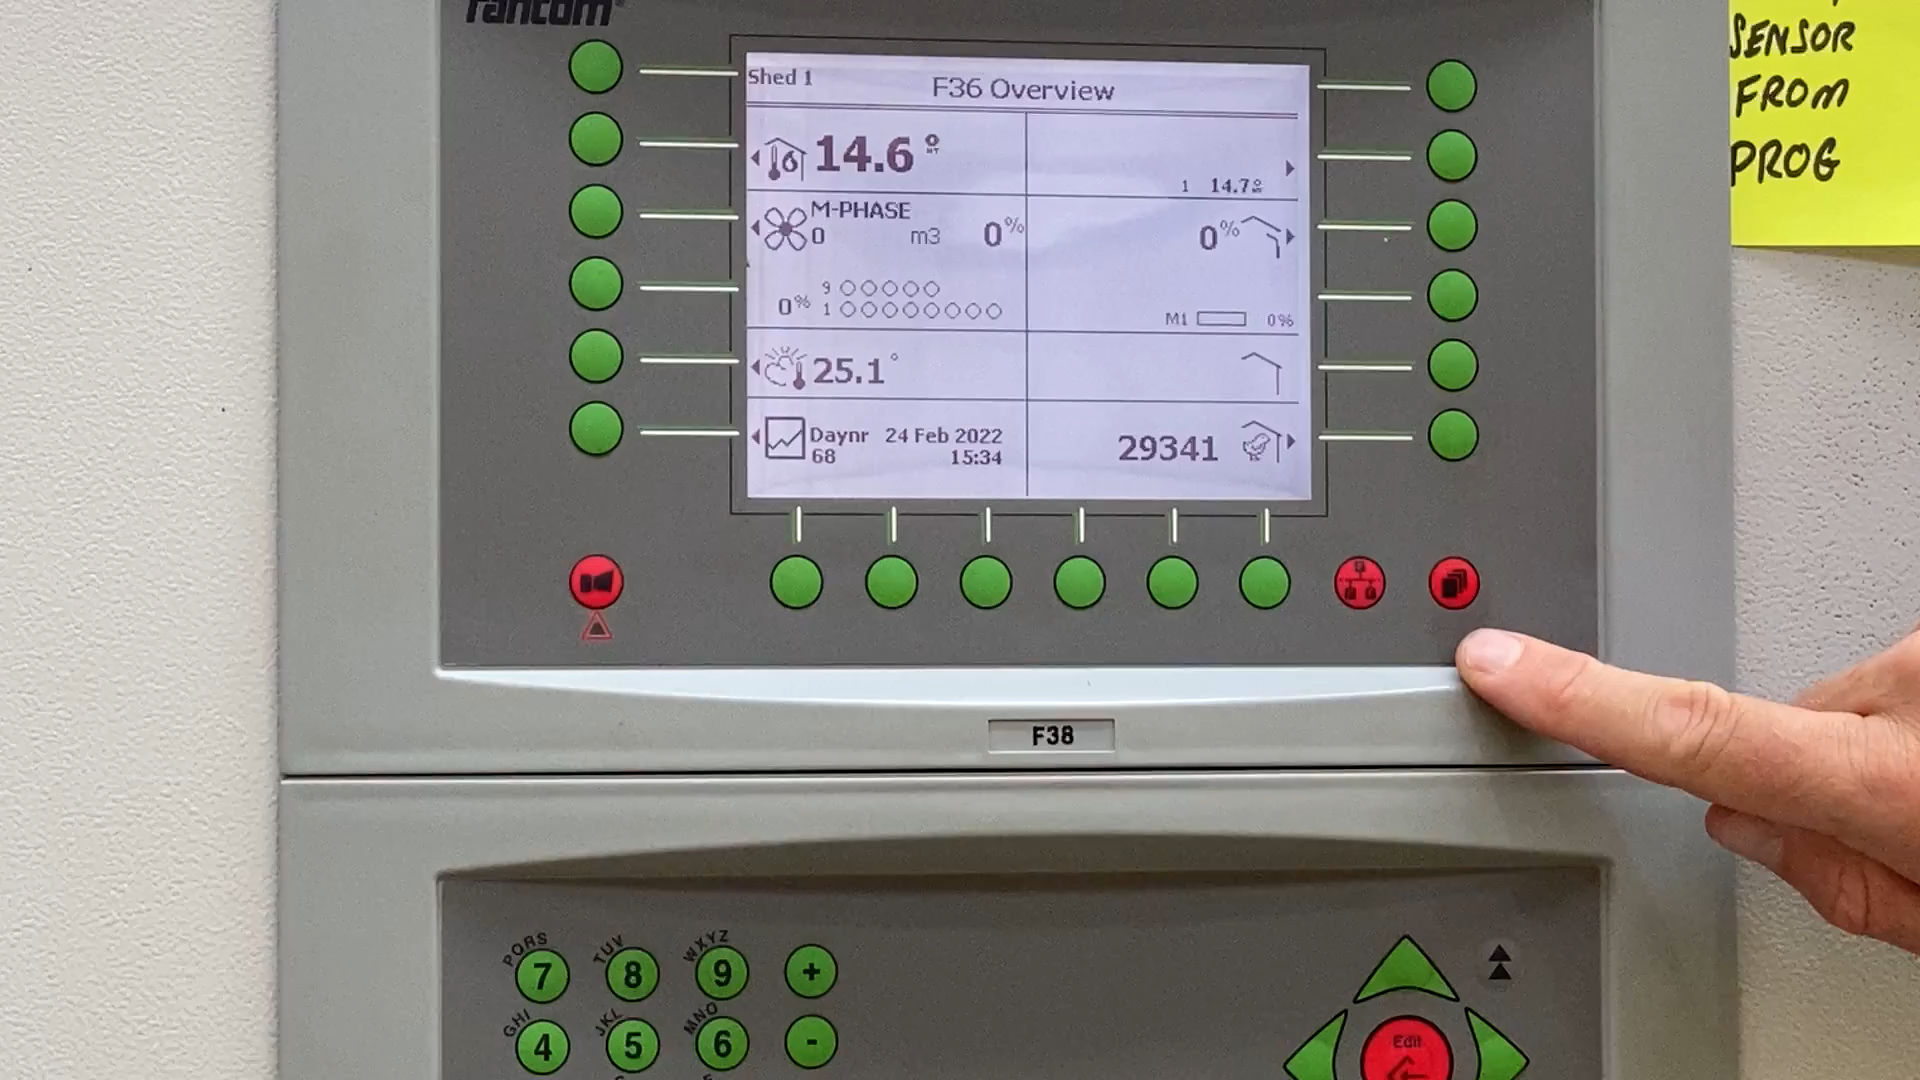 fancom
Shed 1
F36 Overview
14.6 °
1 14.7°
M-PHASE
0 m3 0%
0%
9
0% 1
M1 0%
25.1°
Daynr 24 Feb 2022
68 15:34
29341
F38
SENSOR
FROM
PROG
PQRS TUV WXYZ
7 8 9 +
GHI JKL MNO
4 5 6 -
Edit